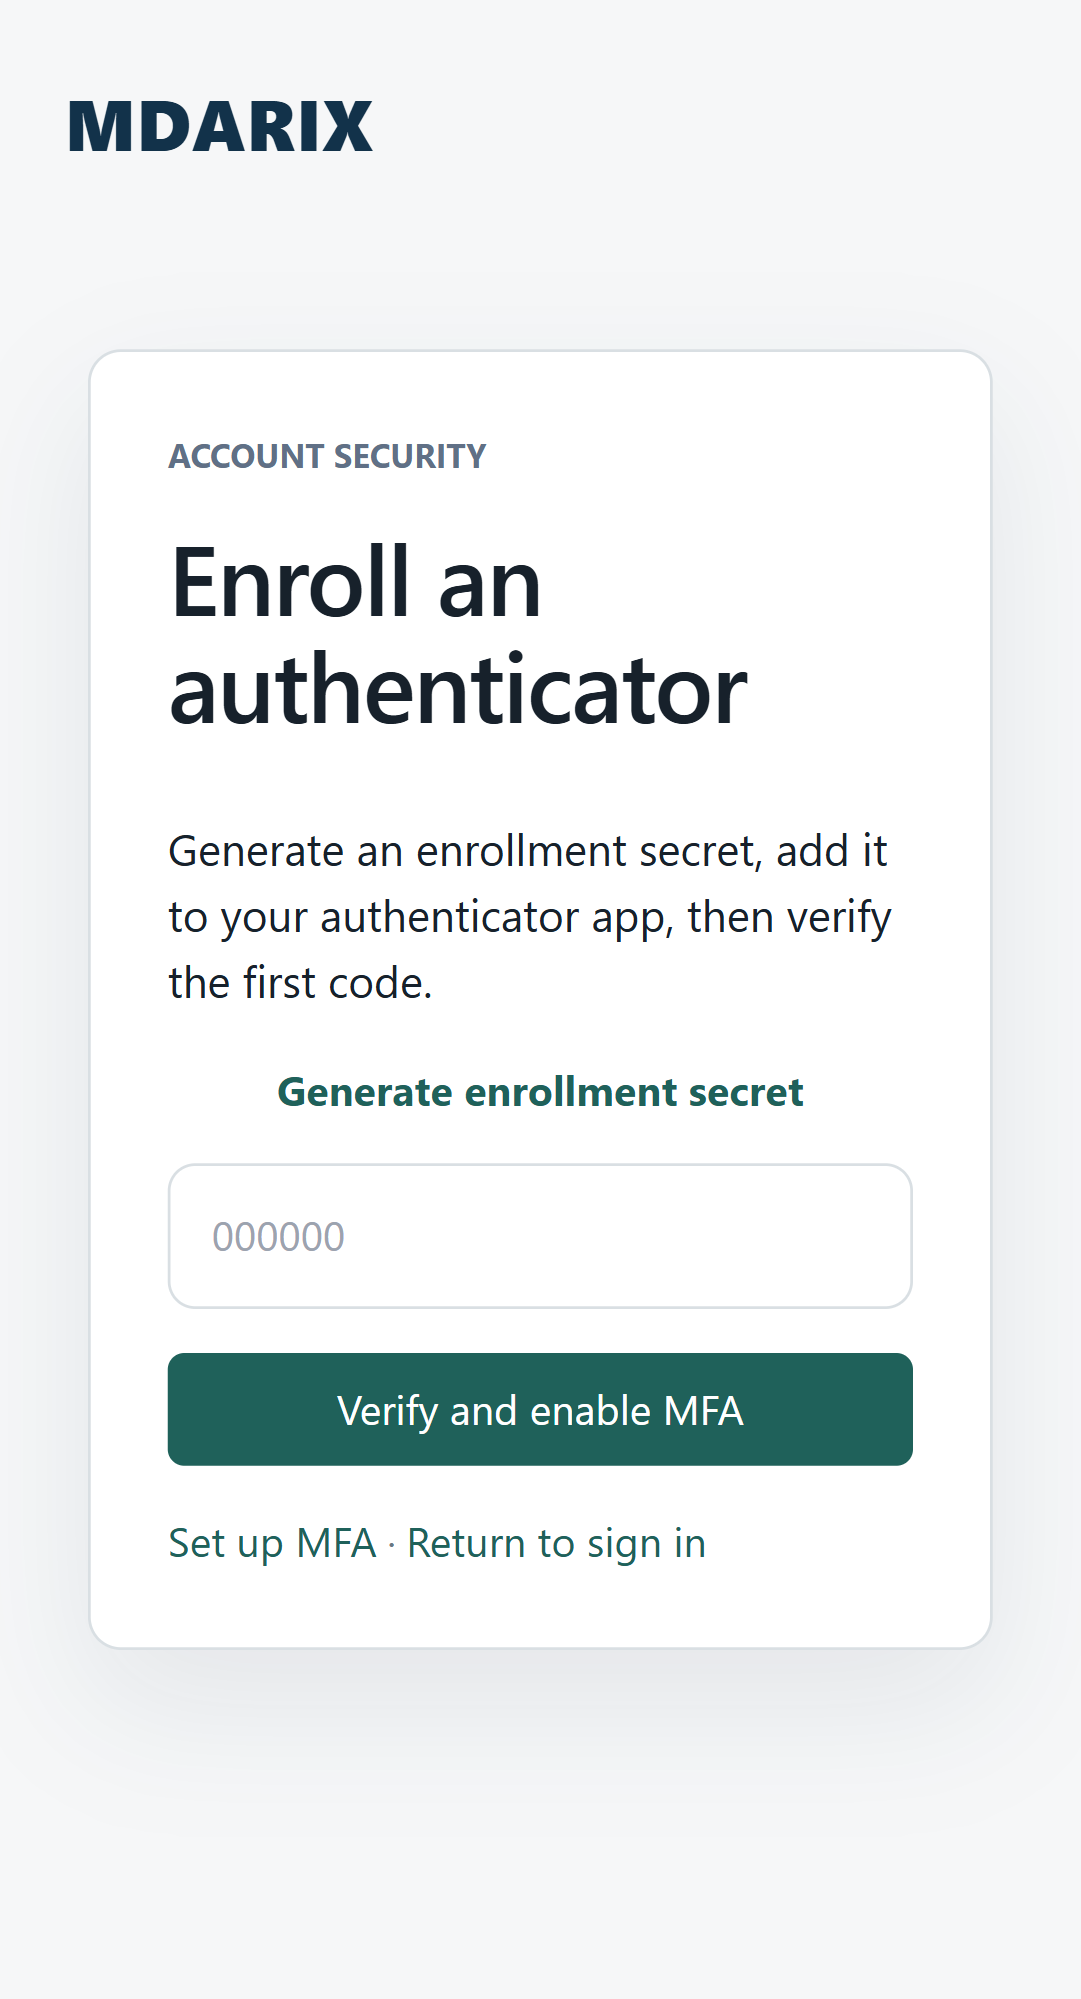 MDARIX
ACCOUNT SECURITY
Enroll an
authenticator
Generate an enrollment secret, add it
to your authenticator app, then verify
the first code.
Generate enrollment secret
000000
Verify and enable MFA
Set up MFA · Return to sign in